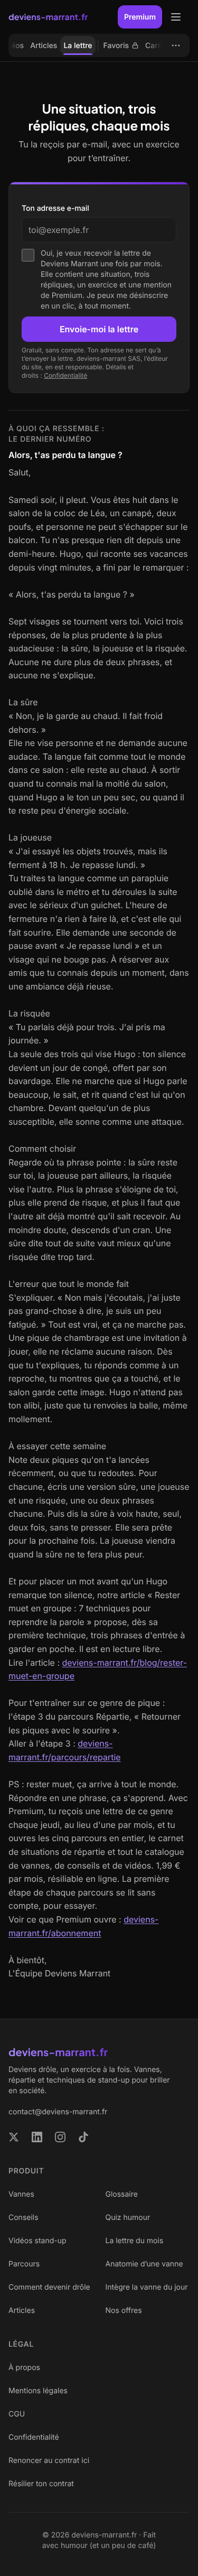 deviens-marrant.fr
Premium
Articles
La lettre
Favoris
Une situation, trois
répliques, chaque mois
Tu la reçois par e-mail, avec un exercice
pour t’entraîner.
Ton adresse e-mail
toi@exemple.fr
Oui, je veux recevoir la lettre de
Deviens Marrant une fois par mois.
Elle contient une situation, trois
répliques, un exercice et une mention
de Premium. Je peux me désinscrire
en un clic, à tout moment.
Envoie-moi la lettre
Gratuit, sans compte. Ton adresse ne sert qu’à
t’envoyer la lettre. deviens-marrant SAS, l’éditeur
du site, en est responsable. Détails et
droits : Confidentialité
À QUOI ÇA RESSEMBLE :
LE DERNIER NUMÉRO
Alors, t'as perdu ta langue ?
Salut,
Samedi soir, il pleut. Vous êtes huit dans le
salon de la coloc de Léa, un canapé, deux
poufs, et personne ne peut s'échapper sur le
balcon. Tu n'as presque rien dit depuis une
demi-heure. Hugo, qui raconte ses vacances
depuis vingt minutes, a fini par le remarquer :
« Alors, t'as perdu ta langue ? »
Sept visages se tournent vers toi. Voici trois
réponses, de la plus prudente à la plus
audacieuse : la sûre, la joueuse et la risquée.
Aucune ne dure plus de deux phrases, et
aucune ne s'explique.
La sûre
« Non, je la garde au chaud. Il fait froid
dehors. »
Elle ne vise personne et ne demande aucune
audace. Ta langue fait comme tout le monde
dans ce salon : elle reste au chaud. À sortir
quand tu connais mal la moitié du salon,
quand Hugo a le ton un peu sec, ou quand il
te reste peu d'énergie sociale.
La joueuse
« J'ai essayé les objets trouvés, mais ils
ferment à 18 h. Je repasse lundi. »
Tu traites ta langue comme un parapluie
oublié dans le métro et tu déroules la suite
avec le sérieux d'un guichet. L'heure de
fermeture n'a rien à faire là, et c'est elle qui
fait sourire. Elle demande une seconde de
pause avant « Je repasse lundi » et un
visage qui ne bouge pas. À réserver aux
amis que tu connais depuis un moment, dans
une ambiance déjà rieuse.
La risquée
« Tu parlais déjà pour trois. J'ai pris ma
journée. »
La seule des trois qui vise Hugo : ton silence
devient un jour de congé, offert par son
bavardage. Elle ne marche que si Hugo parle
beaucoup, le sait, et rit quand c'est lui qu'on
chambre. Devant quelqu'un de plus
susceptible, elle sonne comme une attaque.
Comment choisir
Regarde où ta phrase pointe : la sûre reste
sur toi, la joueuse part ailleurs, la risquée
vise l'autre. Plus la phrase s'éloigne de toi,
plus elle prend de risque, et plus il faut que
l'autre ait déjà montré qu'il sait recevoir. Au
moindre doute, descends d'un cran. Une
sûre dite tout de suite vaut mieux qu'une
risquée dite trop tard.
L'erreur que tout le monde fait
S'expliquer. « Non mais j'écoutais, j'ai juste
pas grand-chose à dire, je suis un peu
fatigué. » Tout est vrai, et ça ne marche pas.
Une pique de chambrage est une invitation à
jouer, elle ne réclame aucune raison. Dès
que tu t'expliques, tu réponds comme à un
reproche, tu montres que ça a touché, et le
salon garde cette image. Hugo n'attend pas
ton alibi, juste que tu renvoies la balle, même
mollement.
À essayer cette semaine
Note deux piques qu'on t'a lancées
récemment, ou que tu redoutes. Pour
chacune, écris une version sûre, une joueuse
et une risquée, en une ou deux phrases
chacune. Puis dis la sûre à voix haute, seul,
deux fois, sans te presser. Elle sera prête
pour la prochaine fois. La joueuse viendra
quand la sûre ne te fera plus peur.
Et pour placer un mot avant qu'un Hugo
remarque ton silence, notre article « Rester
muet en groupe : 7 techniques pour
reprendre la parole » propose, dès sa
première technique, trois phrases d'entrée à
garder en poche. Il est en lecture libre.
Lire l'article : deviens-marrant.fr/blog/rester-
muet-en-groupe
Pour t'entraîner sur ce genre de pique :
l'étape 3 du parcours Répartie, « Retourner
les piques avec le sourire ».
Aller à l'étape 3 : deviens-
marrant.fr/parcours/repartie
PS : rester muet, ça arrive à tout le monde.
Répondre en une phrase, ça s'apprend. Avec
Premium, tu reçois une lettre de ce genre
chaque jeudi, au lieu d'une par mois, et tu
ouvres les cinq parcours en entier, le carnet
de situations de répartie et tout le catalogue
de vannes, de conseils et de vidéos. 1,99 €
par mois, résiliable en ligne. La première
étape de chaque parcours se lit sans
compte, pour essayer.
Voir ce que Premium ouvre : deviens-
marrant.fr/abonnement
À bientôt,
L'Équipe Deviens Marrant
deviens-marrant.fr
Deviens drôle, un exercice à la fois. Vannes,
répartie et techniques de stand-up pour briller
en société.
contact@deviens-marrant.fr
PRODUIT
Vannes
Glossaire
Conseils
Quiz humour
Vidéos stand-up
La lettre du mois
Parcours
Anatomie d’une vanne
Comment devenir drôle
Intègre la vanne du jour
Articles
Nos offres
LÉGAL
À propos
Mentions légales
CGU
Confidentialité
Renoncer au contrat ici
Résilier ton contrat
© 2026 deviens-marrant.fr · Fait
avec humour (et un peu de café)